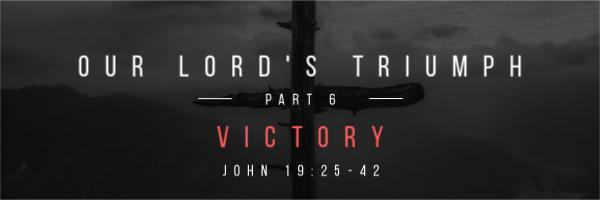 OUR LORD'S TRIUMPH
PART 6
VICTORY
JOHN 19:25-42